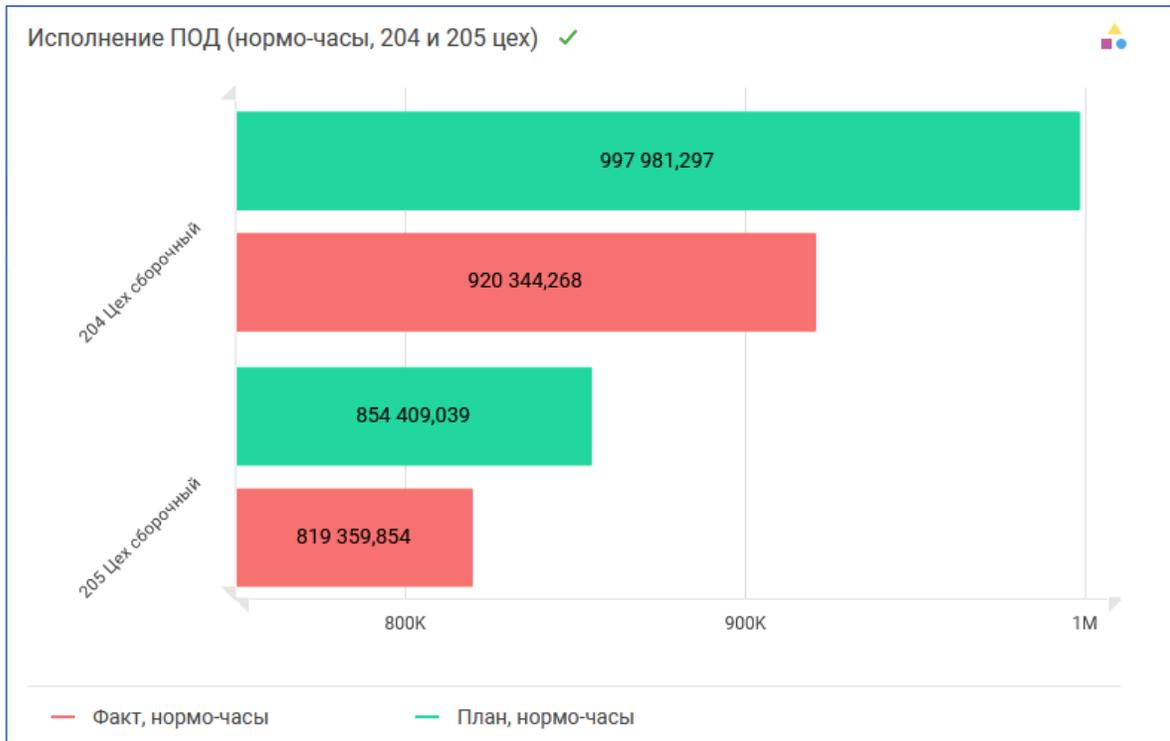 Исполнение ПОД (нормо-часы, 204 и 205 цех)
997 981,297
204 Цех сборочный
920 344,268
854 409,039
205 Цех сборочный
819 359,854
800K
900K
1M
Факт, нормо-часы
План, нормо-часы